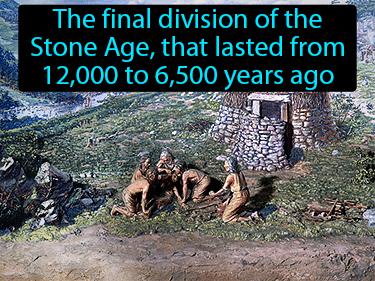 The final division of the
Stone Age, that lasted from
12,000 to 6,500 years ago